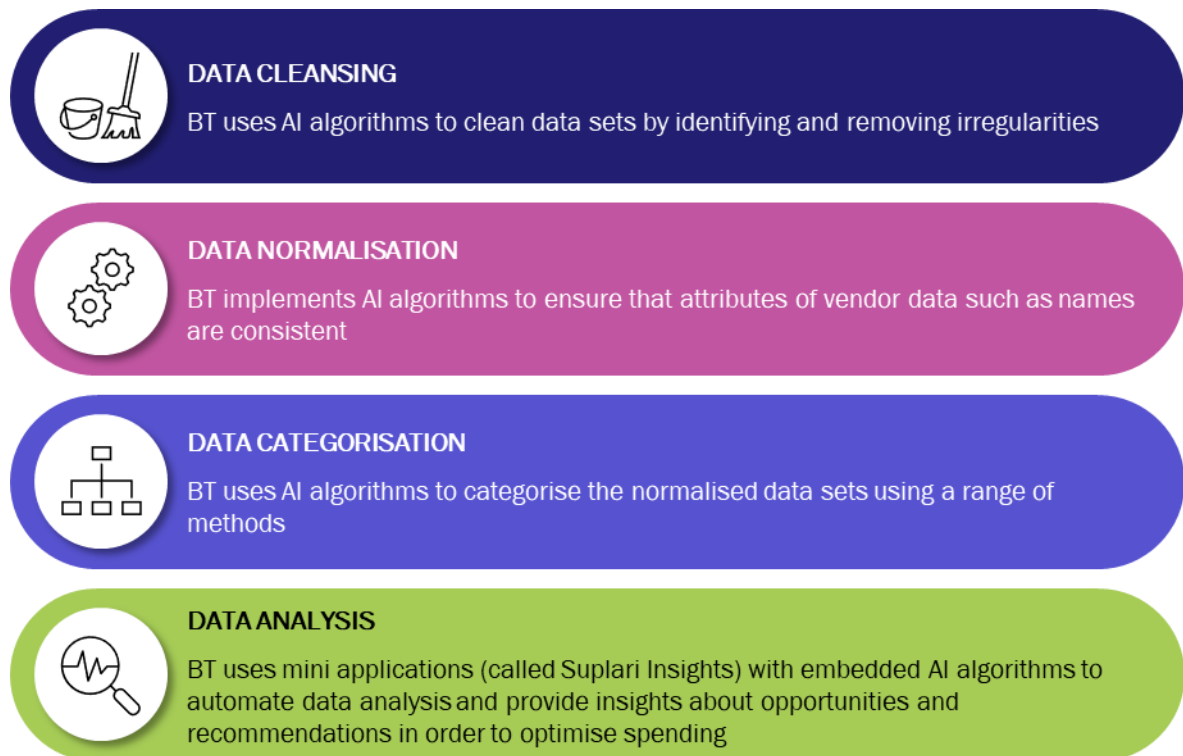 DATA CLEANSING
BT uses AI algorithms to clean data sets by identifying and removing irregularities
DATA NORMALISATION
BT implements AI algorithms to ensure that attributes of vendor data such as names
are consistent
DATA CATEGORISATION
BT uses AI algorithms to categorise the normalised data sets using a range of
methods
DATA ANALYSIS
BT uses mini applications (called Suplari Insights) with embedded AI algorithms to
automate data analysis and provide insights about opportunities and
recommendations in order to optimise spending